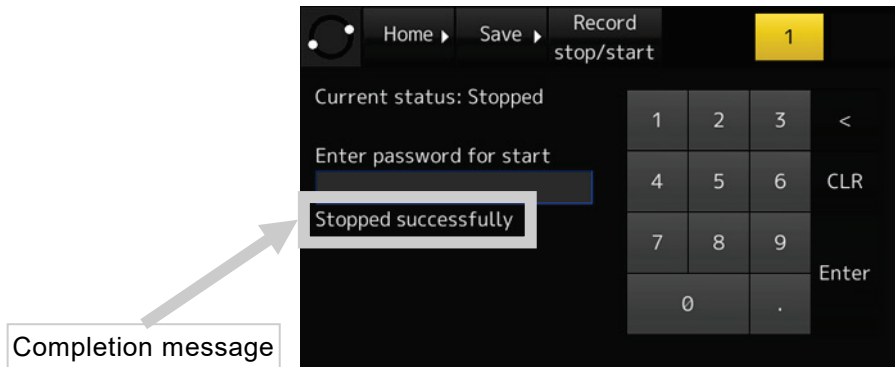 Home Save Record
stop/start
1
Current status: Stopped
Enter password for start
Stopped successfully
1 2 3 <
4 5 6 CLR
7 8 9
Enter
0 .
Completion message